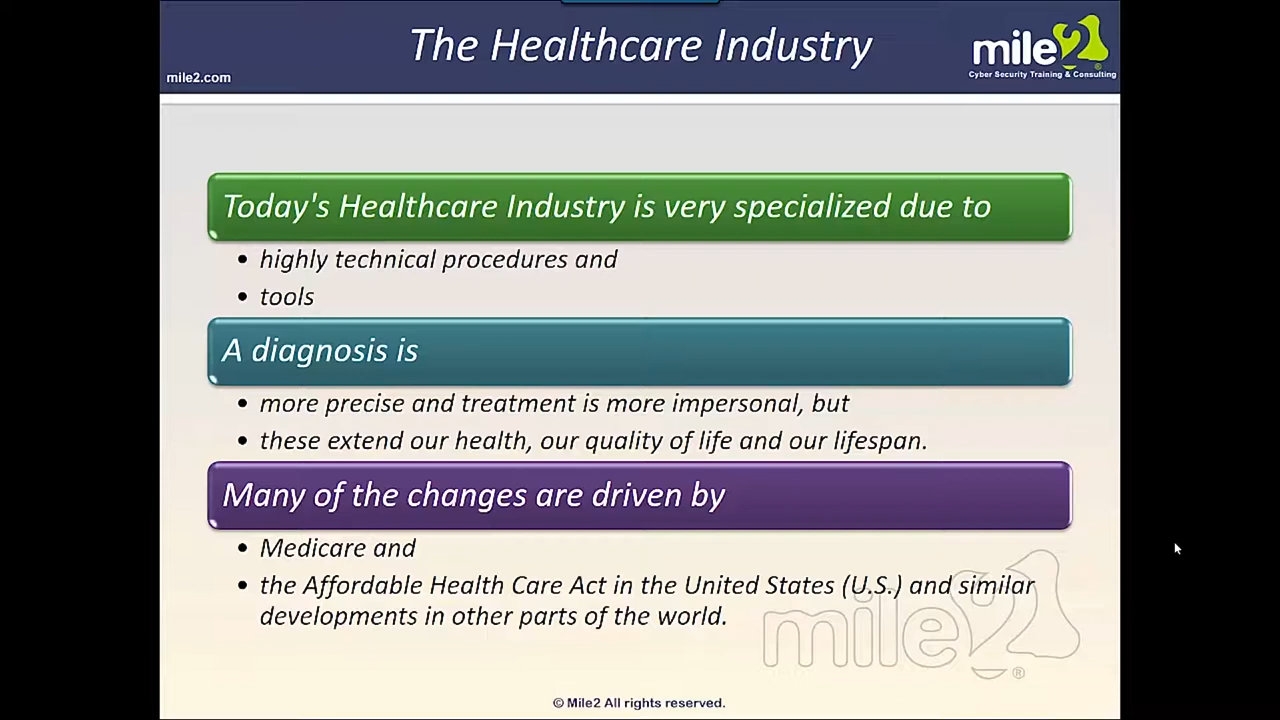 The Healthcare Industry
mile2
mile2.com
Cyber Security Training & Consulting
Today's Healthcare Industry is very specialized due to
• highly technical procedures and
• tools
A diagnosis is
• more precise and treatment is more impersonal, but
• these extend our health, our quality of life and our lifespan.
Many of the changes are driven by
• Medicare and
• the Affordable Health Care Act in the United States (U.S.) and similar
developments in other parts of the world.
mile2®
© Mile2 All rights reserved.